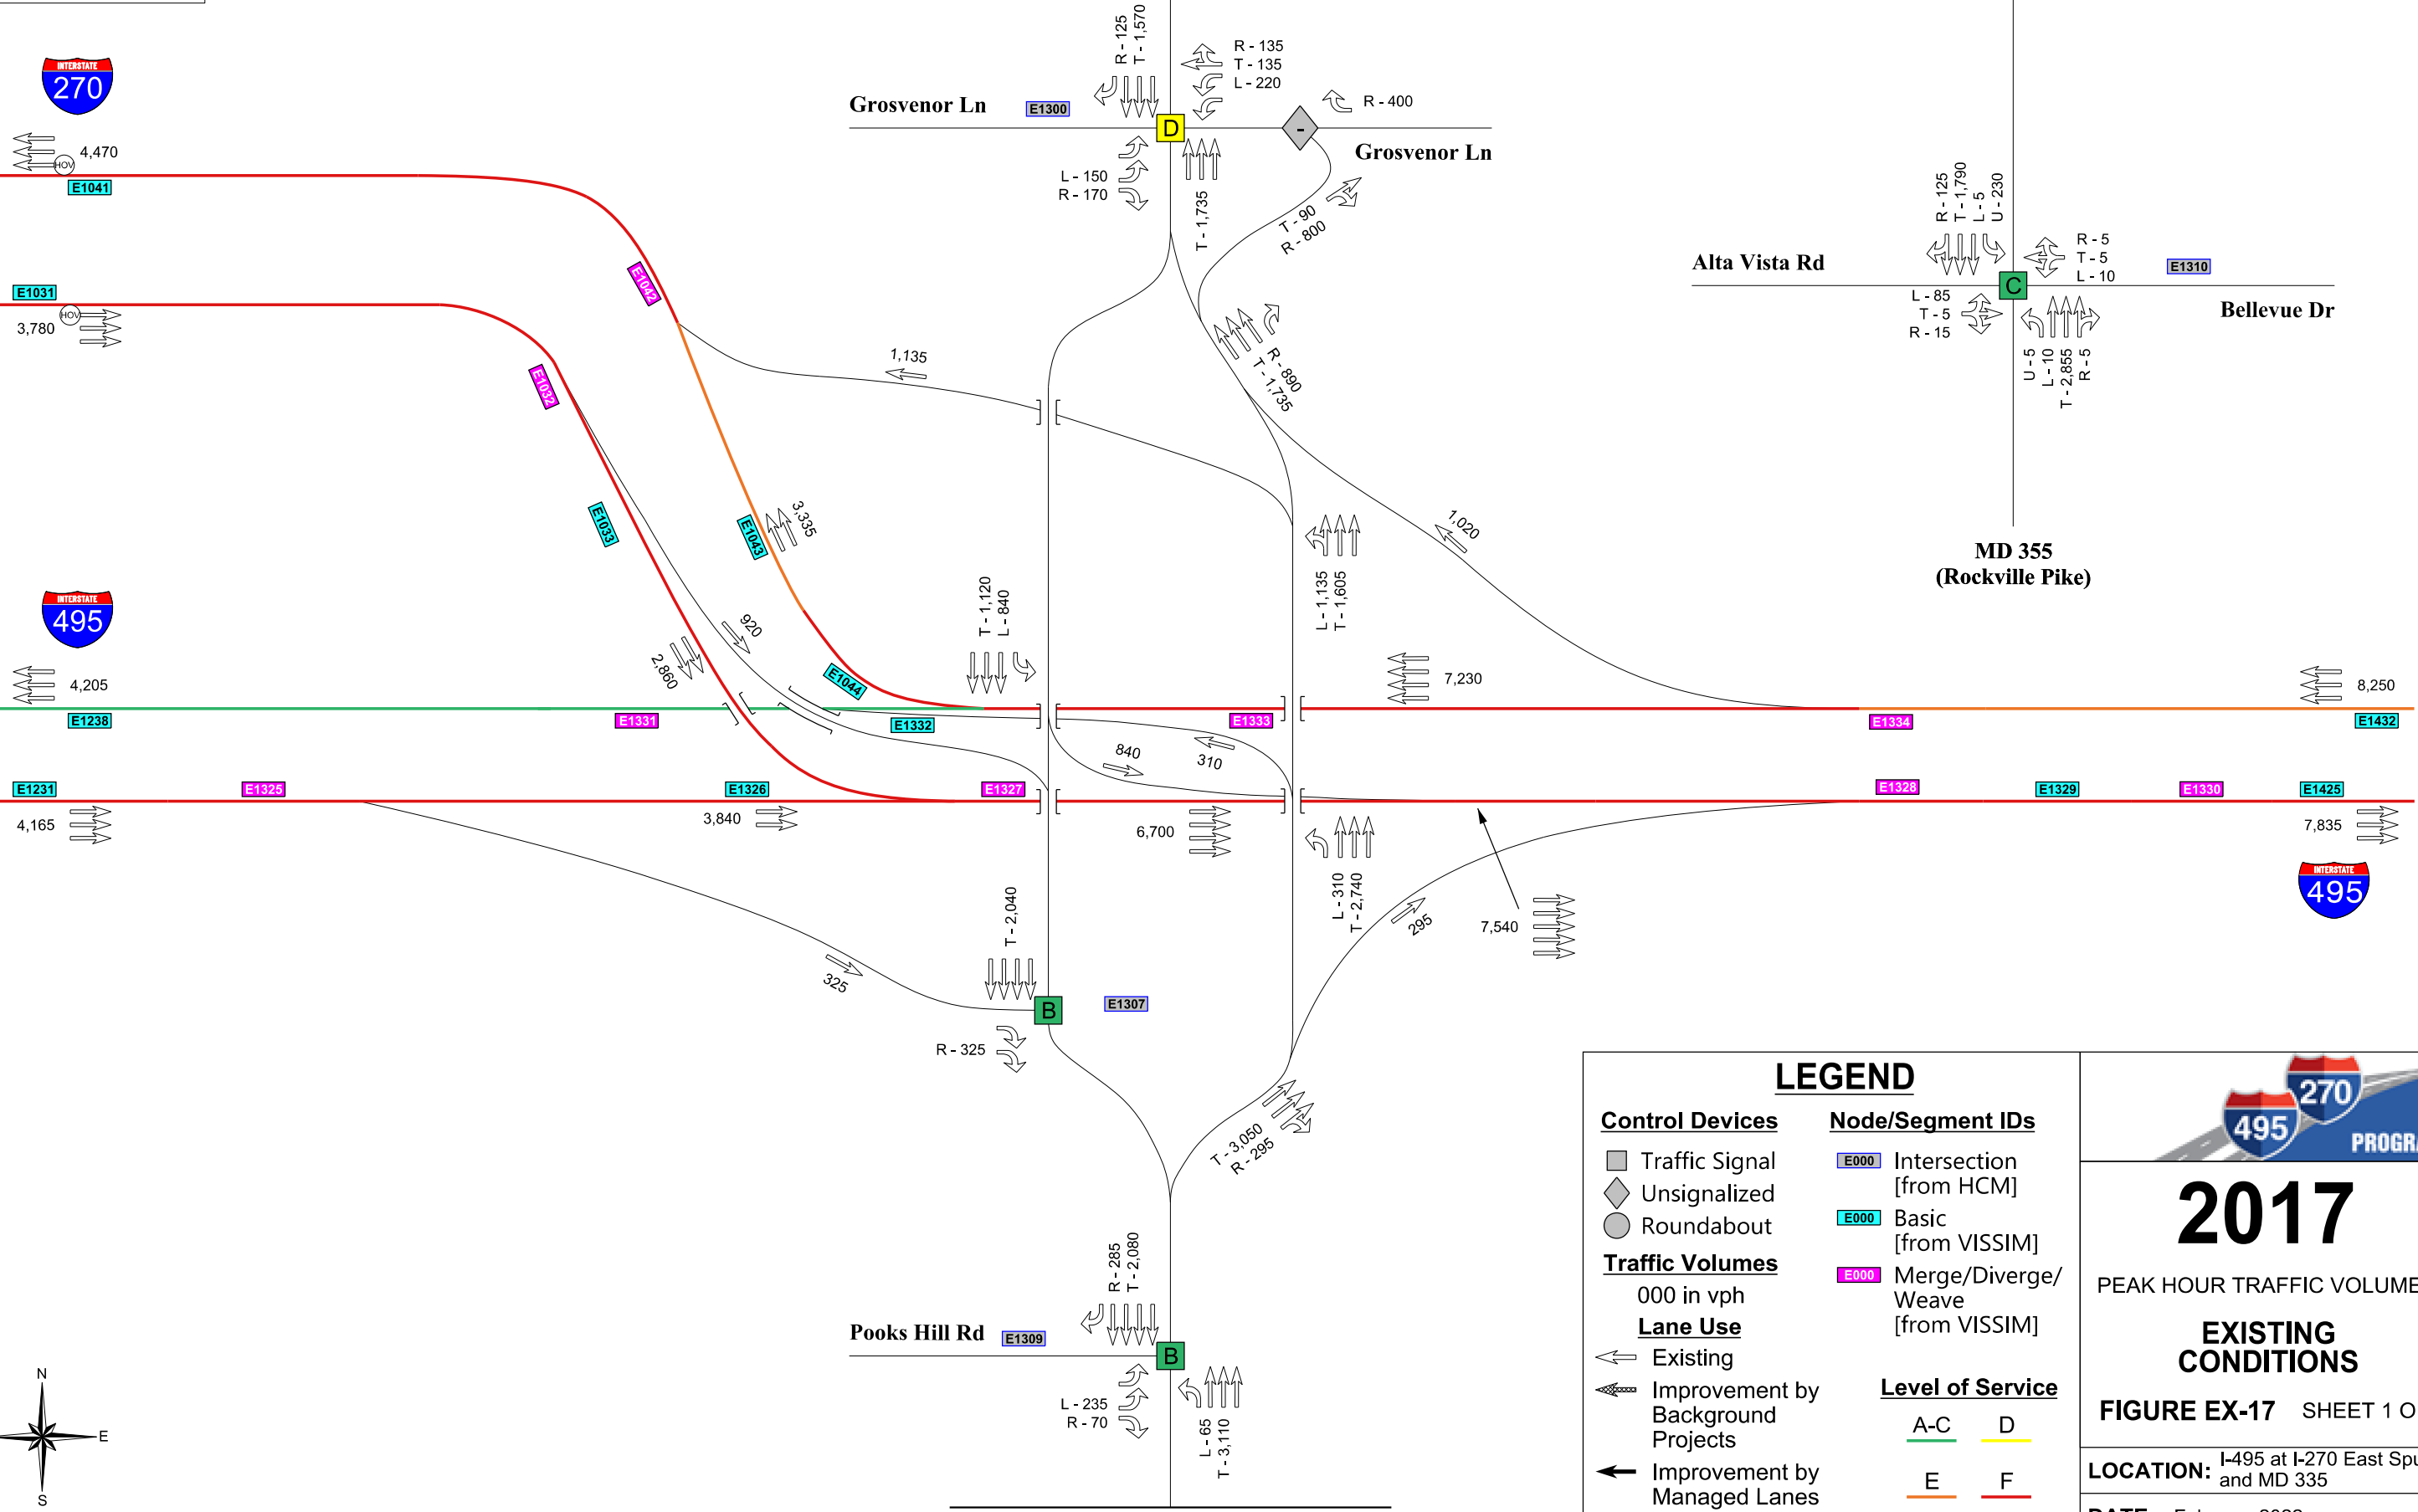 INTERSTATE
270
4,470
HOV
E1041
E1031
HOV
3,780
E1042
E1032
E1033
E1043
3,335
1,135
INTERSTATE
495
4,205
E1238
E1331
2,860
920
E1044
E1332
E1231
4,165
E1325
E1326
3,840
E1327
325
Grosvenor Ln
E1300
R - 125
T - 1,570
R - 135
T - 135
L - 220
D
-
R - 400
Grosvenor Ln
L - 150
R - 170
T - 1,735
T - 90
R - 800
R - 890
T - 1,735
1,020
T - 1,120
L - 840
L - 1,135
T - 1,605
7,230
E1333
E1334
8,250
E1432
840
310
6,700
L - 310
T - 2,740
7,540
295
E1328
E1329
E1330
E1425
7,835
INTERSTATE
495
T - 2,040
B
E1307
R - 325
T - 3,050
R - 295
R - 285
T - 2,080
Pooks Hill Rd
E1309
B
L - 235
R - 70
L - 65
T - 3,110
R - 125
T - 1,790
L - 5
U - 230
R - 5
T - 5
L - 10
Alta Vista Rd
E1310
C
L - 85
T - 5
R - 15
U - 5
L - 10
T - 2,855
R - 5
Bellevue Dr
MD 355
(Rockville Pike)
N
E
S
LEGEND
Control Devices
Traffic Signal
Unsignalized
Roundabout
Traffic Volumes
000 in vph
Lane Use
Existing
Improvement by
Background
Projects
Improvement by
Managed Lanes
Node/Segment IDs
E000 Intersection
[from HCM]
E000 Basic
[from VISSIM]
E000 Merge/Diverge/
Weave
[from VISSIM]
Level of Service
A-C D
E F
270
495
PROGR
2017
PEAK HOUR TRAFFIC VOLUME
EXISTING
CONDITIONS
FIGURE EX-17 SHEET 1 O
LOCATION: I-495 at I-270 East Spu
and MD 335